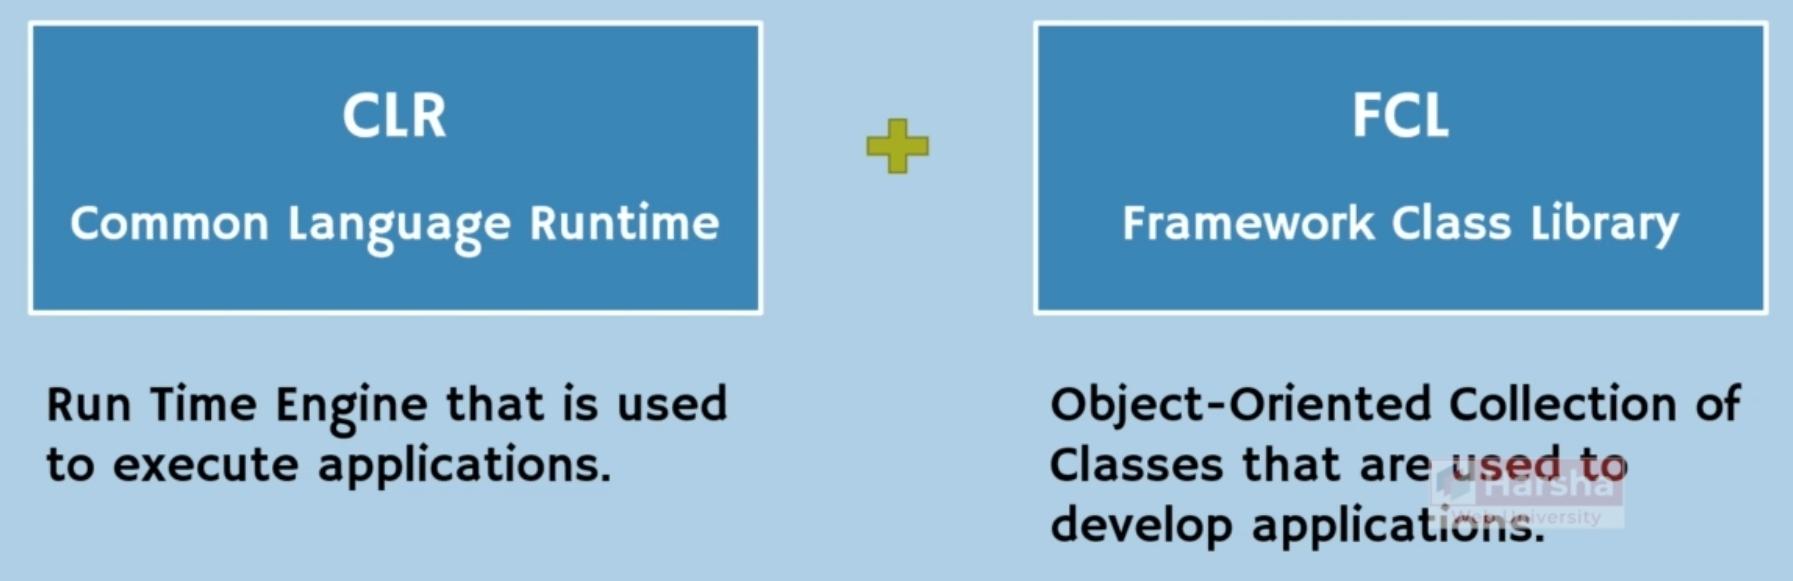 CLR
Common Language Runtime
Run Time Engine that is used
to execute applications.
FCL
Framework Class Library
Object-Oriented Collection of
Classes that are used to
develop applications.
Harsha
Web University